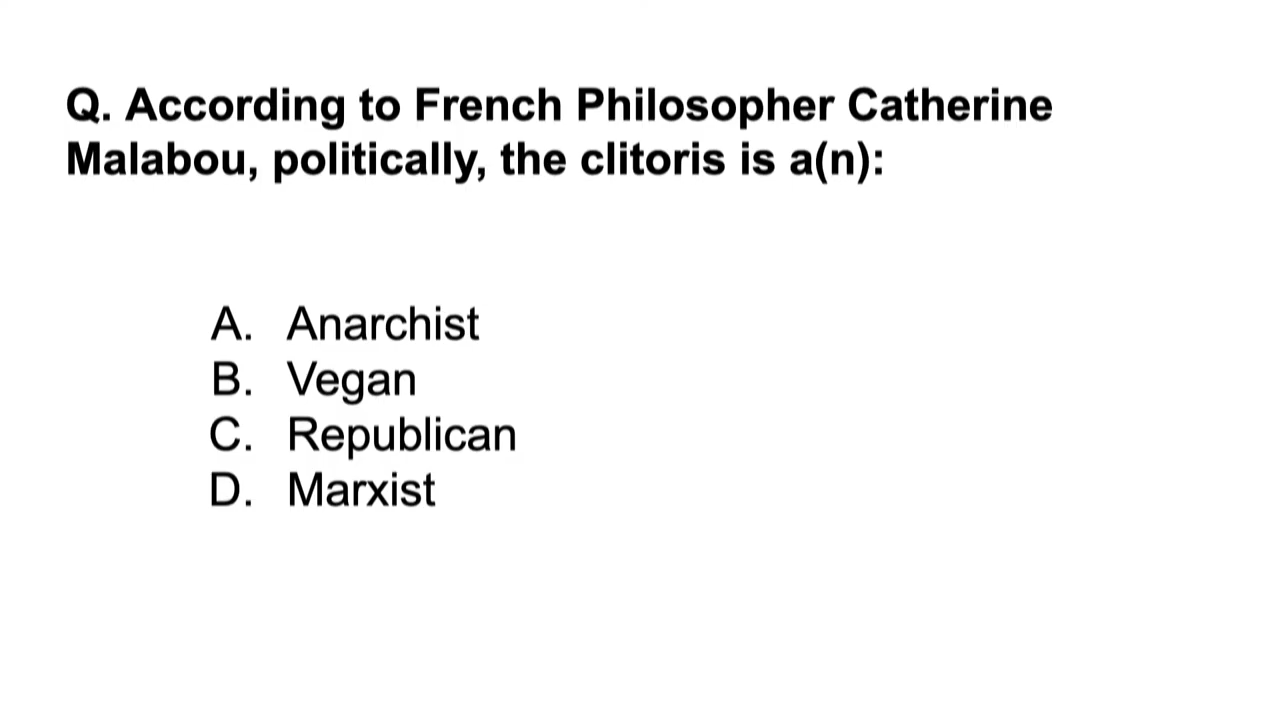 Q. According to French Philosopher Catherine
Malabou, politically, the clitoris is a(n):
A. Anarchist
B. Vegan
C. Republican
D. Marxist